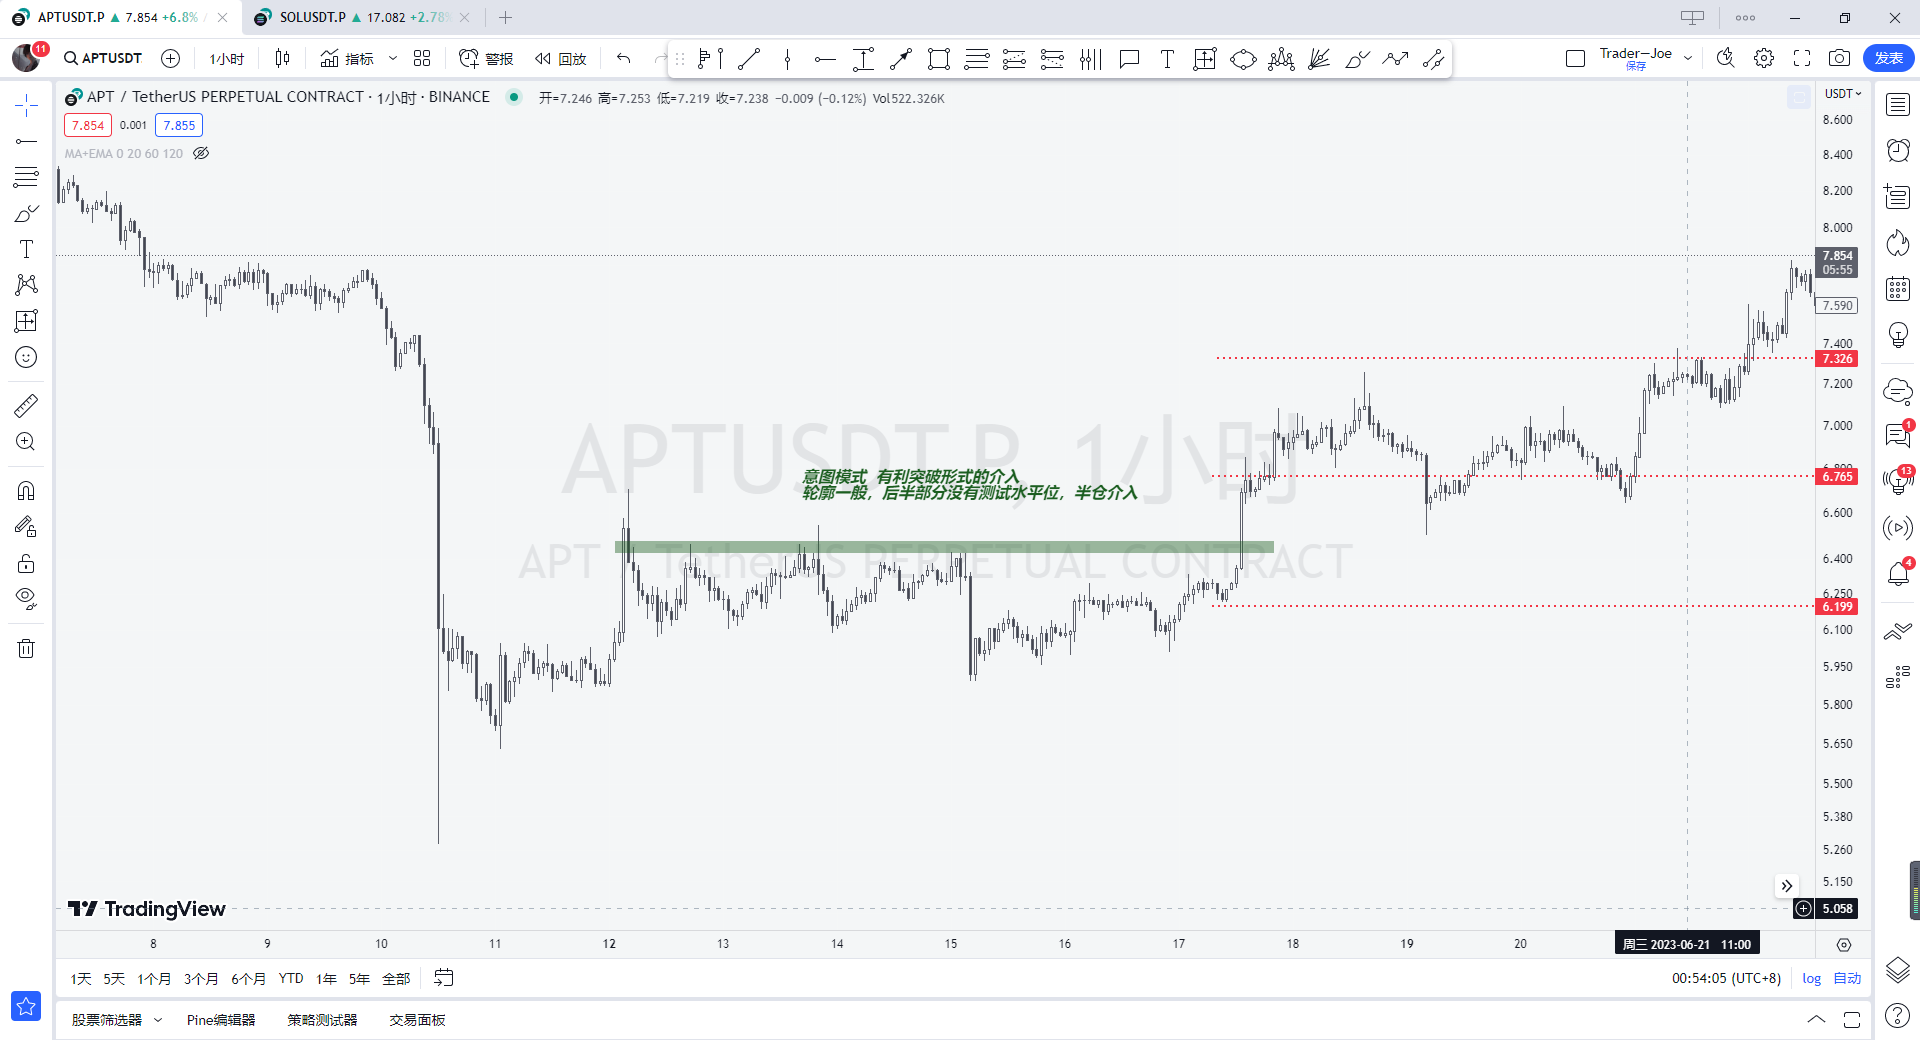 APTUSDT.P ▲ 7.854 +6.8% /
SOLUSDT.P ▲ 17.082 +2.78%
11
APTUSDT
1小时
指标
警报
回放
Trader-Joe
保存
发表
APT / TetherUS PERPETUAL CONTRACT · 1小时 · BINANCE
开=7.246 高=7.253 低=7.219 收=7.238 −0.009 (−0.12%) Vol522.326K
USDT
7.854 0.001 7.855
MA+EMA 0 20 60 120
8.600
8.400
8.200
8.000
7.854
05:55
7.590
7.400
7.326
7.200
7.000
6.800
6.765
6.600
6.400
6.250
6.199
6.100
5.950
5.800
5.650
5.500
5.380
5.260
5.150
5.058
APTUSDT.P, 1小时
APT / TetherUS PERPETUAL CONTRACT
意图模式 有利突破形式的介入
轮廓一般，后半部分没有测试水平位，半仓介入
1
13
4
TradingView
8 9 10 11 12 13 14 15 16 17 18 19 20 周三 2023-06-21 11:00
1天 5天 1个月 3个月 6个月 YTD 1年 5年 全部
00:54:05 (UTC+8) log 自动
股票筛选器 Pine编辑器 策略测试器 交易面板